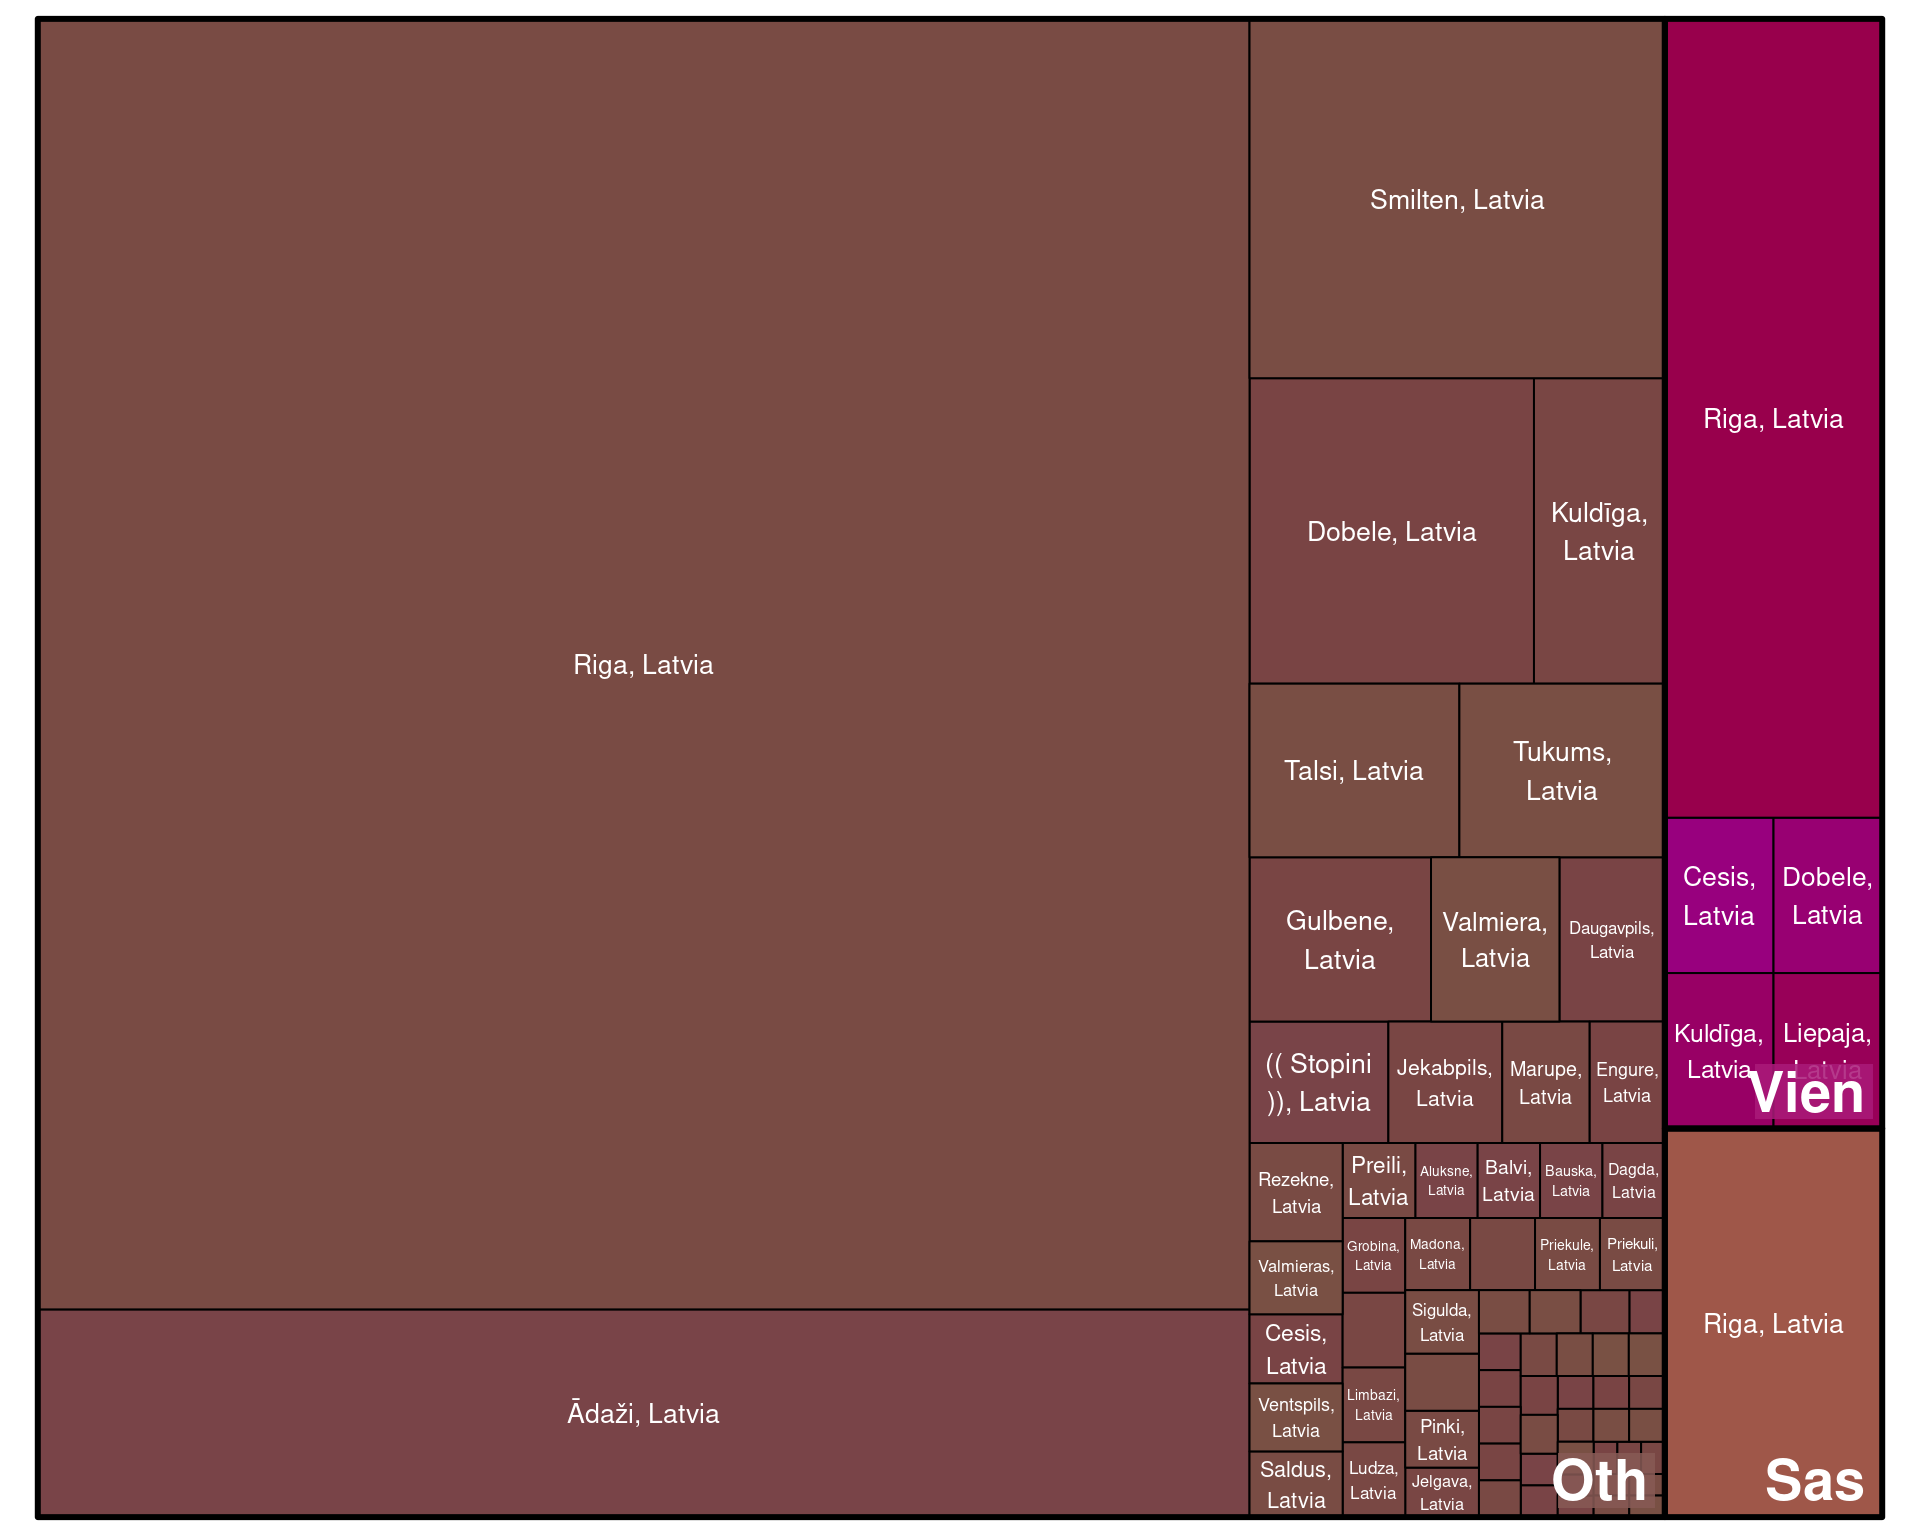 Riga, Latvia
Ādaži, Latvia
Smilten, Latvia
Dobele, Latvia
Kuldīga,
Latvia
Talsi, Latvia
Tukums,
Latvia
Gulbene,
Latvia
Valmiera,
Latvia
Daugavpils,
Latvia
(( Stopini
)), Latvia
Jekabpils,
Latvia
Marupe,
Latvia
Engure,
Latvia
Rezekne,
Latvia
Valmieras,
Latvia
Cesis,
Latvia
Ventspils,
Latvia
Saldus,
Latvia
Preili,
Latvia
Aluksne,
Latvia
Balvi,
Latvia
Bauska,
Latvia
Dagda,
Latvia
Grobina,
Latvia
Madona,
Latvia
Priekule,
Latvia
Priekuli,
Latvia
Limbazi,
Latvia
Ludza,
Latvia
Sigulda,
Latvia
Pinki,
Latvia
Jelgava,
Latvia
Oth
Riga, Latvia
Cesis,
Latvia
Dobele,
Latvia
Kuldīga,
Latvia
Liepaja,
Latvia
Vien
Riga, Latvia
Sas